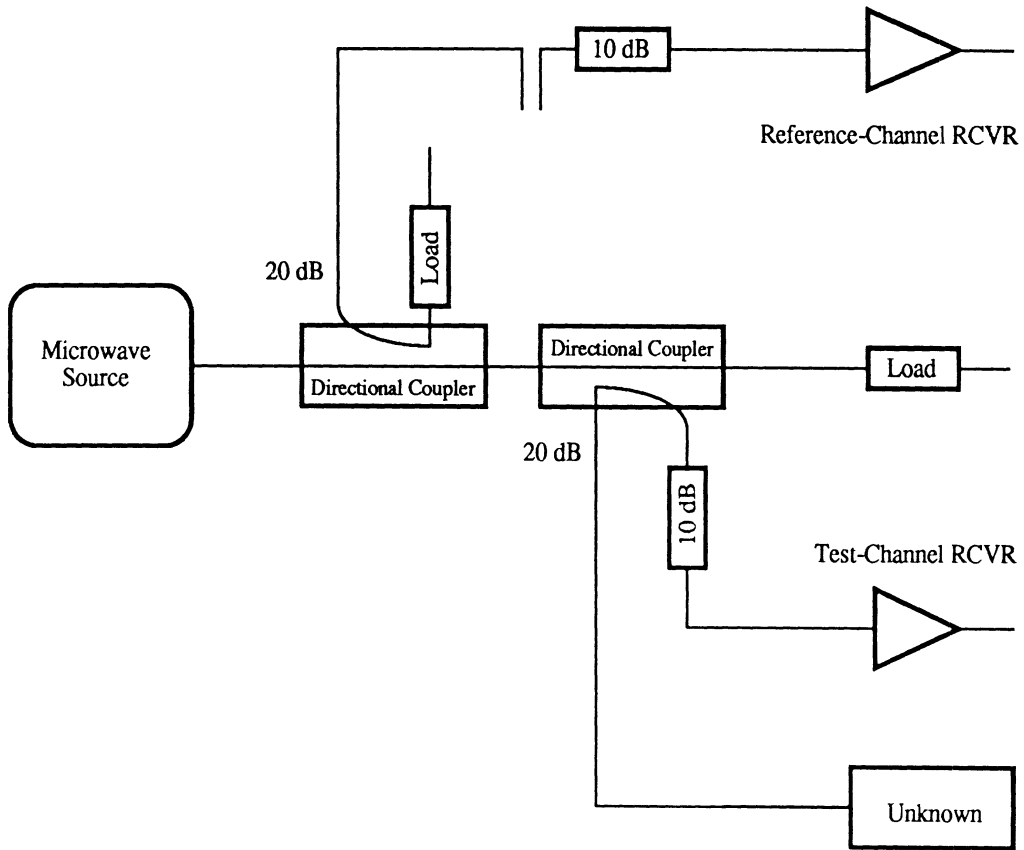 10 dB
Reference-Channel RCVR
Load
20 dB
Microwave
Source
Directional Coupler
Directional Coupler
Load
20 dB
10 dB
Test-Channel RCVR
Unknown